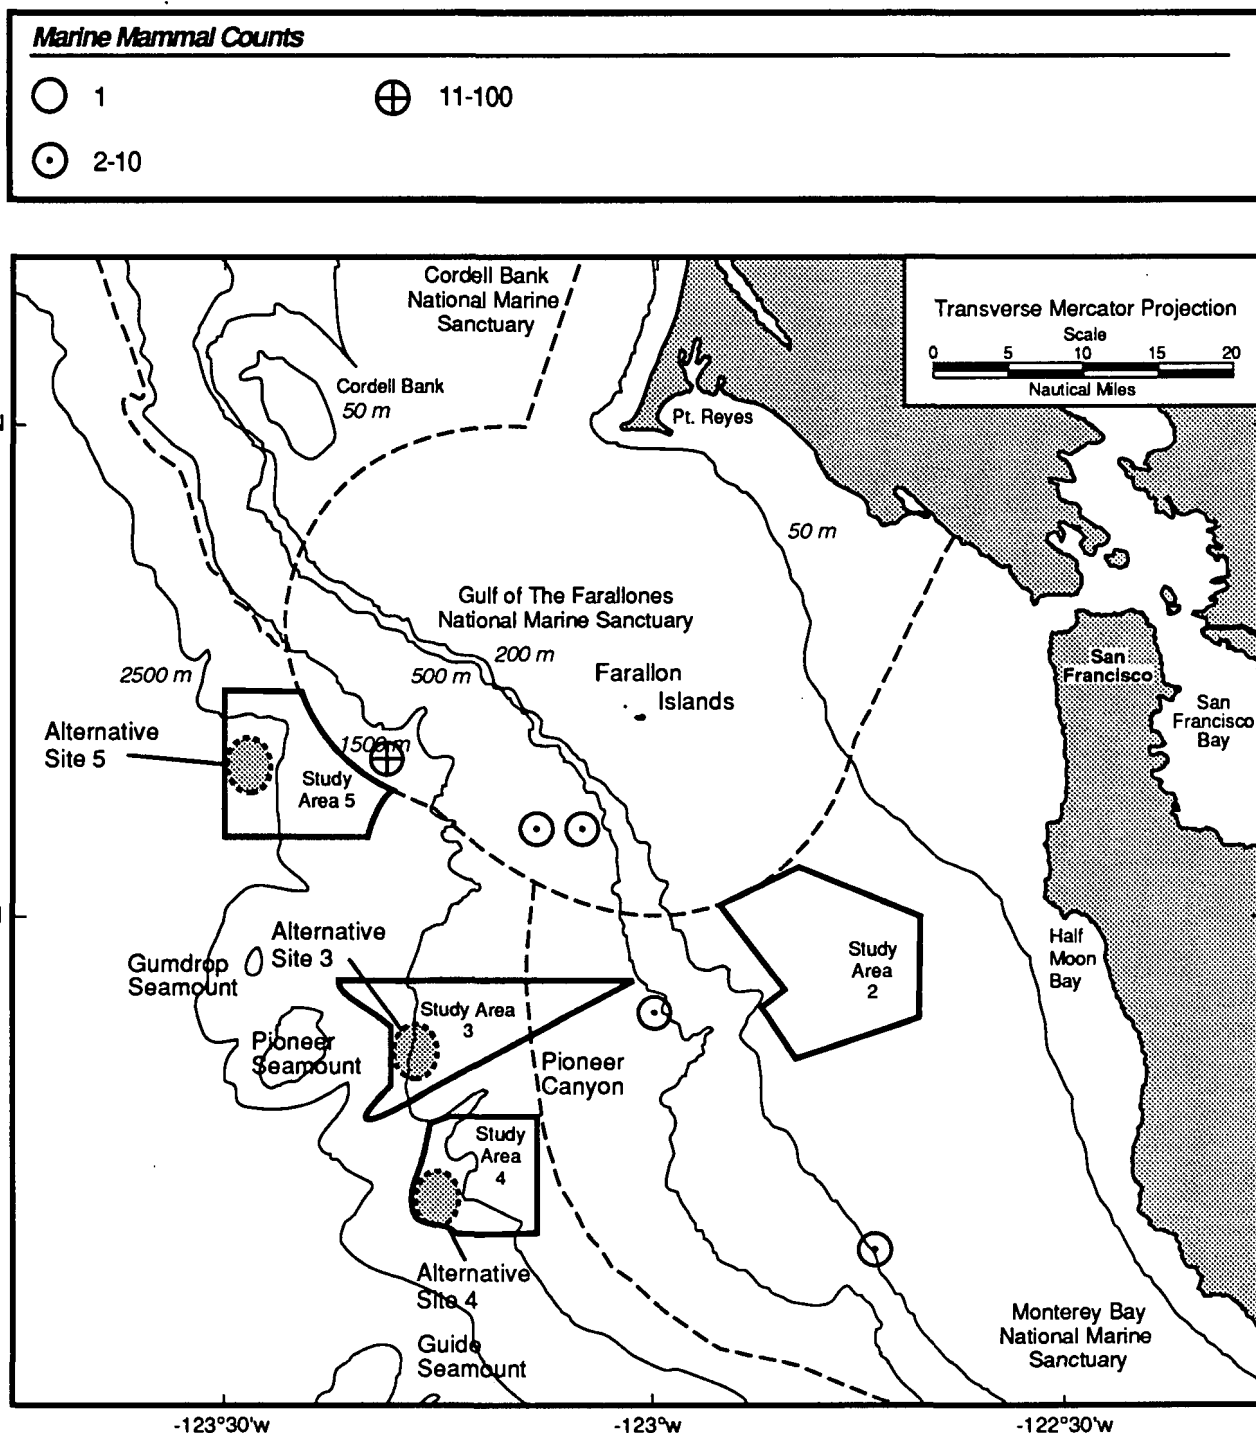 Marine Mammal Counts
1
11-100
2-10
Cordell Bank
National Marine
Sanctuary
Transverse Mercator Projection
Scale
0 5 10 15 20
Nautical Miles
Cordell Bank
50 m
Pt. Reyes
50 m
Gulf of The Farallones
National Marine Sanctuary
200 m
500 m
2500 m
Farallon
Islands
San
Francisco
San
Francisco
Bay
Alternative
Site 5
1500 m
Study
Area 5
Alternative
Site 3
Gumdrop
Seamount
Study
Area
2
Half
Moon
Bay
Study Area
3
Pioneer
Seamount
Pioneer
Canyon
Study
Area
4
Alternative
Site 4
Guide
Seamount
Monterey Bay
National Marine
Sanctuary
-123°30'W
-123°W
-122°30'W